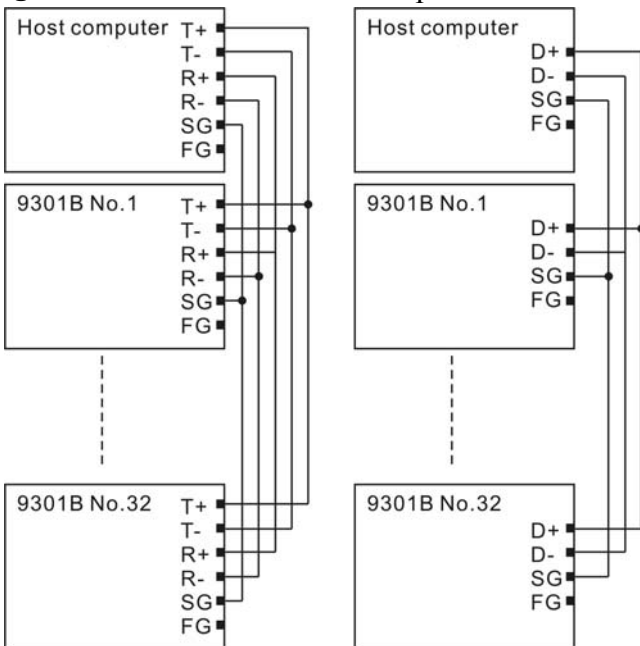 Host computer
T+
T-
R+
R-
SG
FG
9301B No.1
T+
T-
R+
R-
SG
FG
9301B No.32
T+
T-
R+
R-
SG
FG
Host computer
D+
D-
SG
FG
9301B No.1
D+
D-
SG
FG
9301B No.32
D+
D-
SG
FG